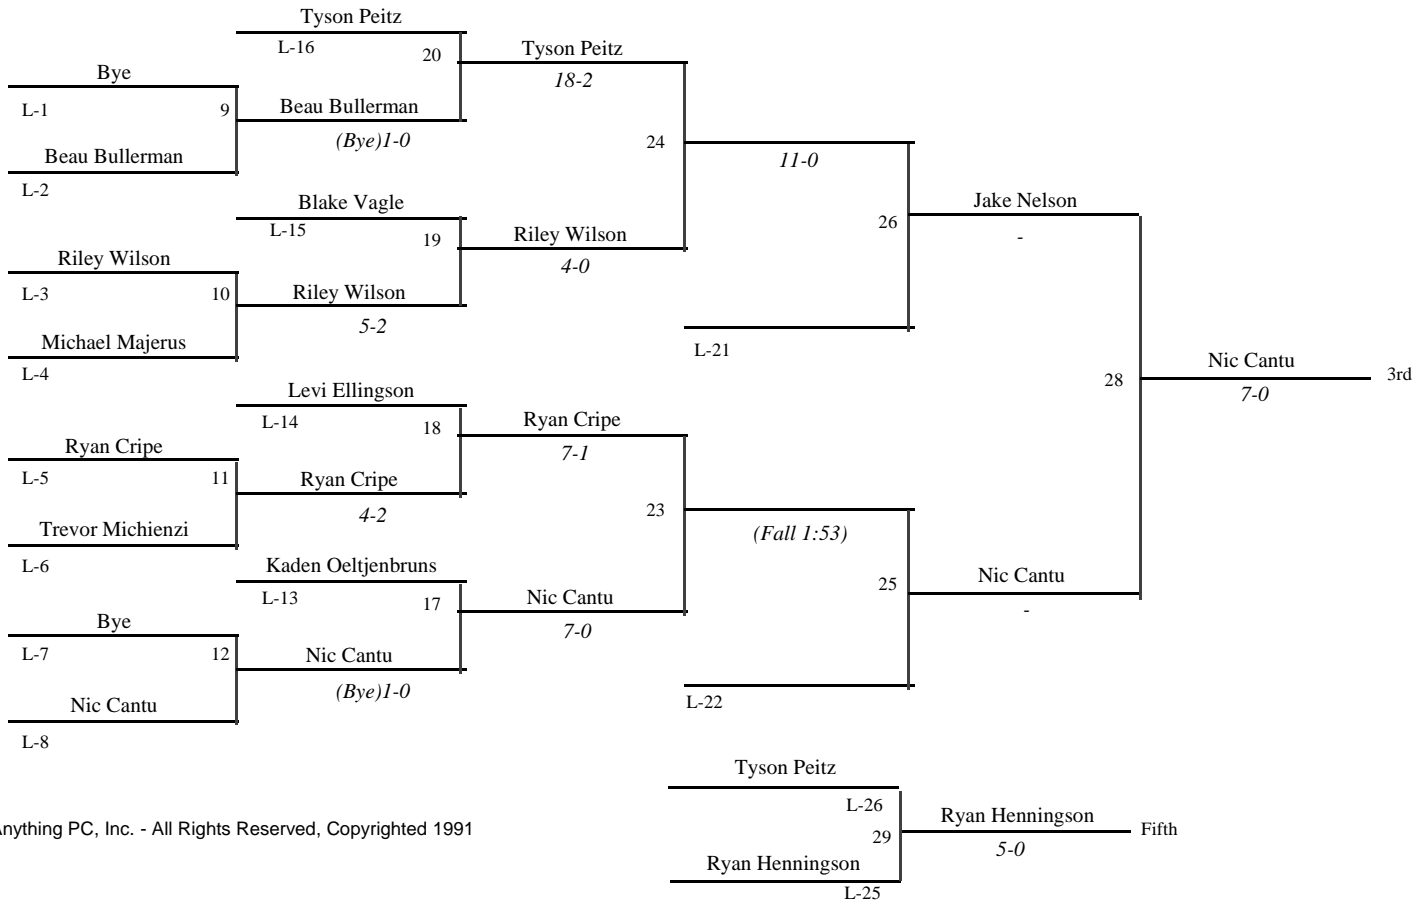 Tyson Peitz
L-16
20
Tyson Peitz
18-2
Bye
L-1
9
Beau Bullerman
(Bye)1-0
Beau Bullerman
L-2
24
11-0
Blake Vagle
L-15
19
Riley Wilson
4-0
Riley Wilson
L-3
10
Riley Wilson
5-2
Michael Majerus
L-4
L-21
26
Jake Nelson
-
Levi Ellingson
L-14
18
Ryan Cripe
7-1
Ryan Cripe
L-5
11
Ryan Cripe
4-2
Trevor Michienzi
L-6
23
(Fall 1:53)
Kaden Oeltjenbruns
L-13
17
Nic Cantu
7-0
Bye
L-7
12
Nic Cantu
(Bye)1-0
Nic Cantu
L-8
L-22
25
Nic Cantu
-
28
Nic Cantu
7-0
3rd
Tyson Peitz
L-26
29
Ryan Henningson
5-0
Fifth
Ryan Henningson
L-25
nything PC, Inc. - All Rights Reserved, Copyrighted 1991